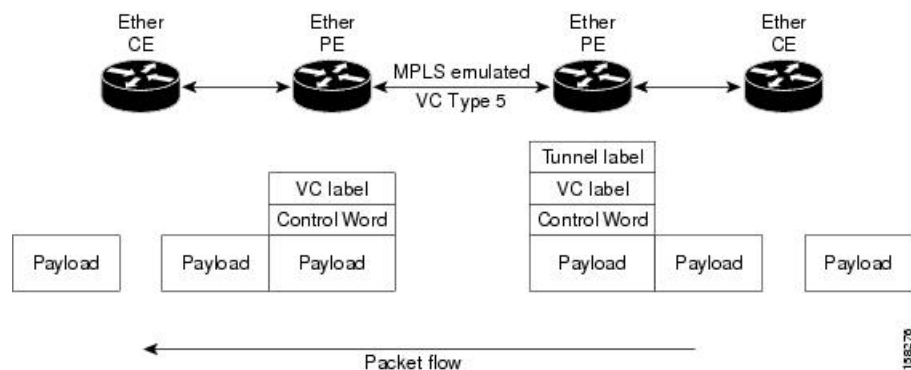 Ether
CE
Ether
PE
Ether
PE
Ether
CE
MPLS emulated
VC Type 5
Tunnel label
VC label
VC label
Control Word
Control Word
Payload
Payload
Payload
Payload
Payload
Payload
Packet flow
158276